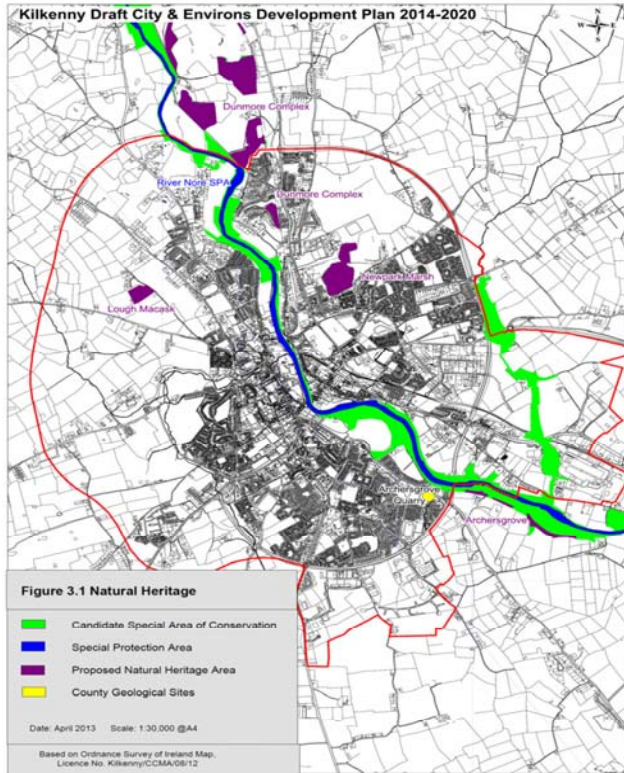 Kilkenny Draft City & Environs Development Plan 2014-2020
N
W E
S
Dunmore Complex
River Nore SPA
Dunmore Complex
Newpark Marsh
Lough Macask
Archersgrove
Quarry
Archersgrove
Figure 3.1 Natural Heritage
Candidate Special Area of Conservation
Special Protection Area
Proposed Natural Heritage Area
County Geological Sites
Date: April 2013 Scale: 1:30,000 @A4
Based on Ordnance Survey of Ireland Map,
Licence No. Kilkenny/CCMA/08/12